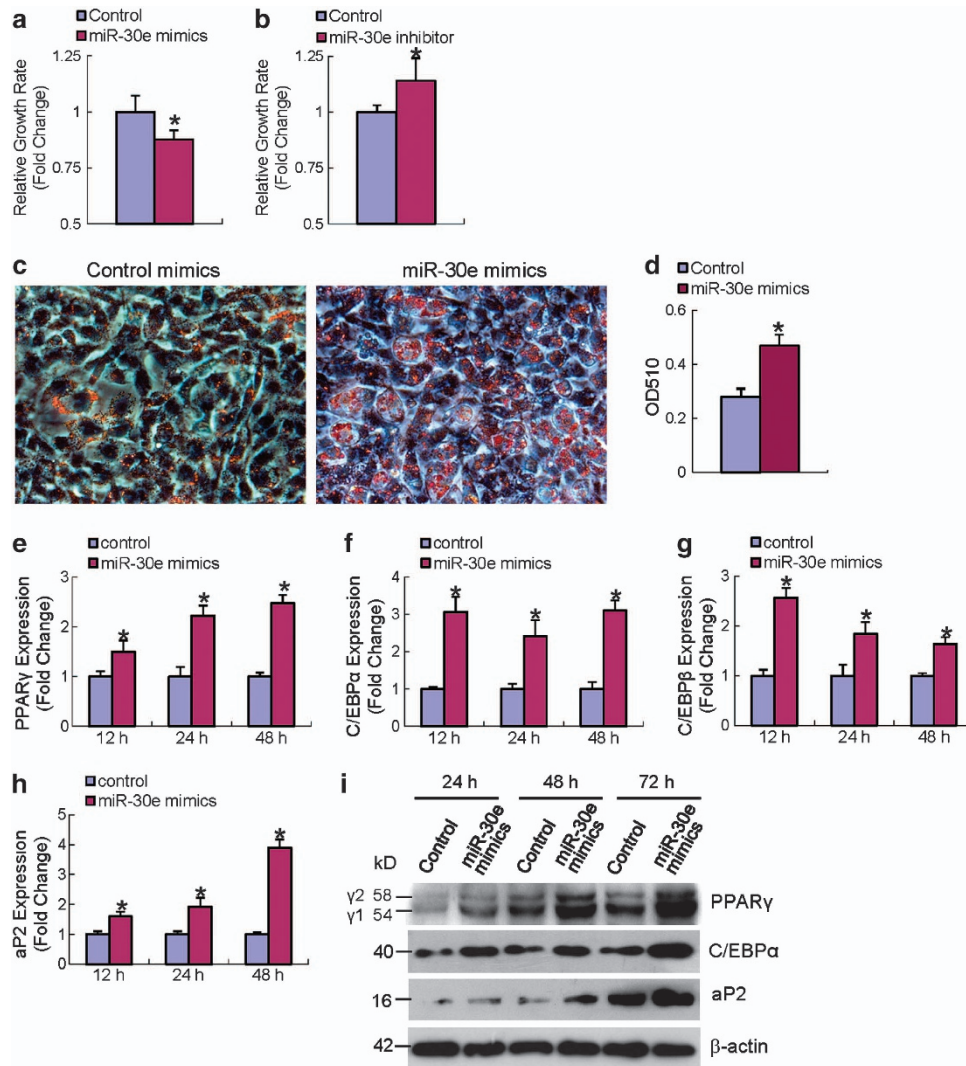 a
Control
miR-30e mimics
Relative Growth Rate
(Fold Change)
1.25
1
0.75
0.5
*
b
Control
miR-30e inhibitor
Relative Growth Rate
(Fold Change)
1.25
1
0.75
0.5
*
c
Control mimics
miR-30e mimics
d
Control
miR-30e mimics
OD510
0.6
0.4
0.2
0
*
e
control
miR-30e mimics
PPARγ Expression
(Fold Change)
3
2
1
0
* * *
12 h 24 h 48 h
f
control
miR-30e mimics
C/EBPα Expression
(Fold Change)
4
3
2
1
0
* * *
12 h 24 h 48 h
g
control
miR-30e mimics
C/EBPβ Expression
(Fold Change)
3
2
1
0
* * *
12 h 24 h 48 h
h
control
miR-30e mimics
aP2 Expression
(Fold Change)
5
4
3
2
1
0
* * *
12 h 24 h 48 h
i
24 h 48 h 72 h
Control
miR-30e
mimics
Control
miR-30e
mimics
Control
miR-30e
mimics
kD
γ2 58
γ1 54
PPARγ
40
C/EBPα
16
aP2
42
β-actin